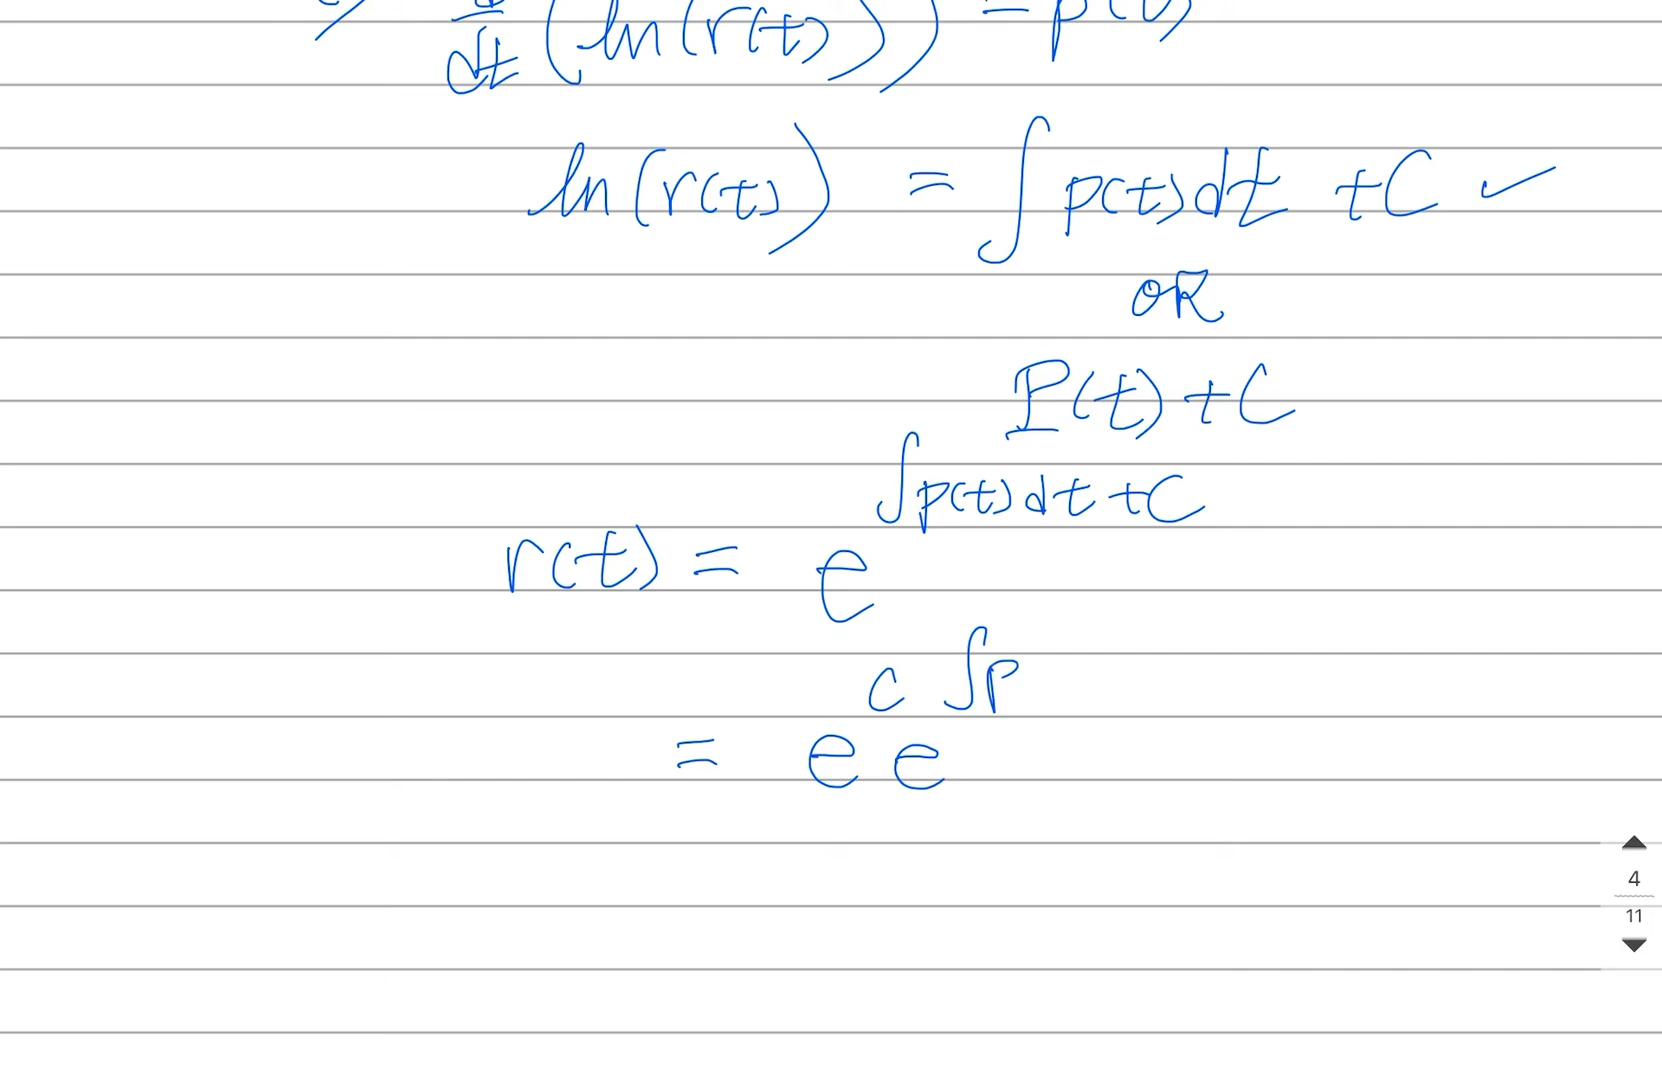 d/dt (ln(r(t))) = p(t)
ln(r(t)) = ∫ p(t) dt + C ✓
OR
P(t) + C
r(t) = e^{∫p(t) dt + C}
= e^{C} e^{∫p}
4
11